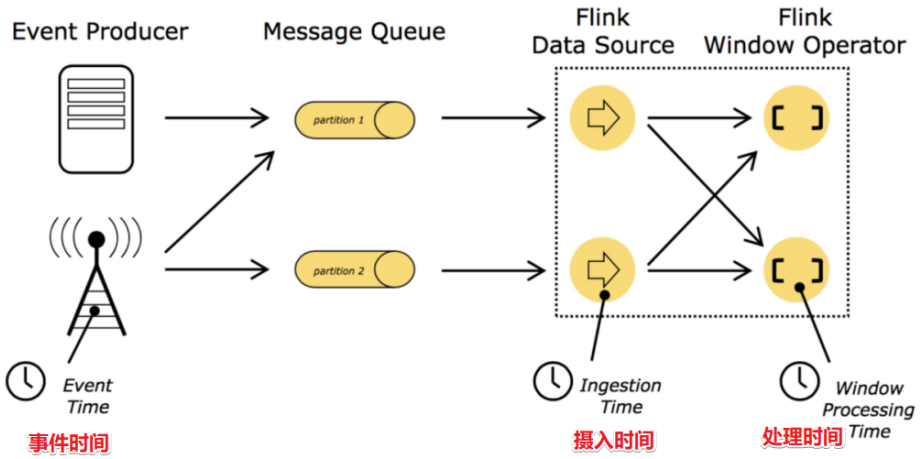 Event Producer
Message Queue
Flink
Data Source
Flink
Window Operator
partition 1
partition 2
Event
Time
事件时间
Ingestion
Time
摄入时间
Window
Processing
Time
处理时间